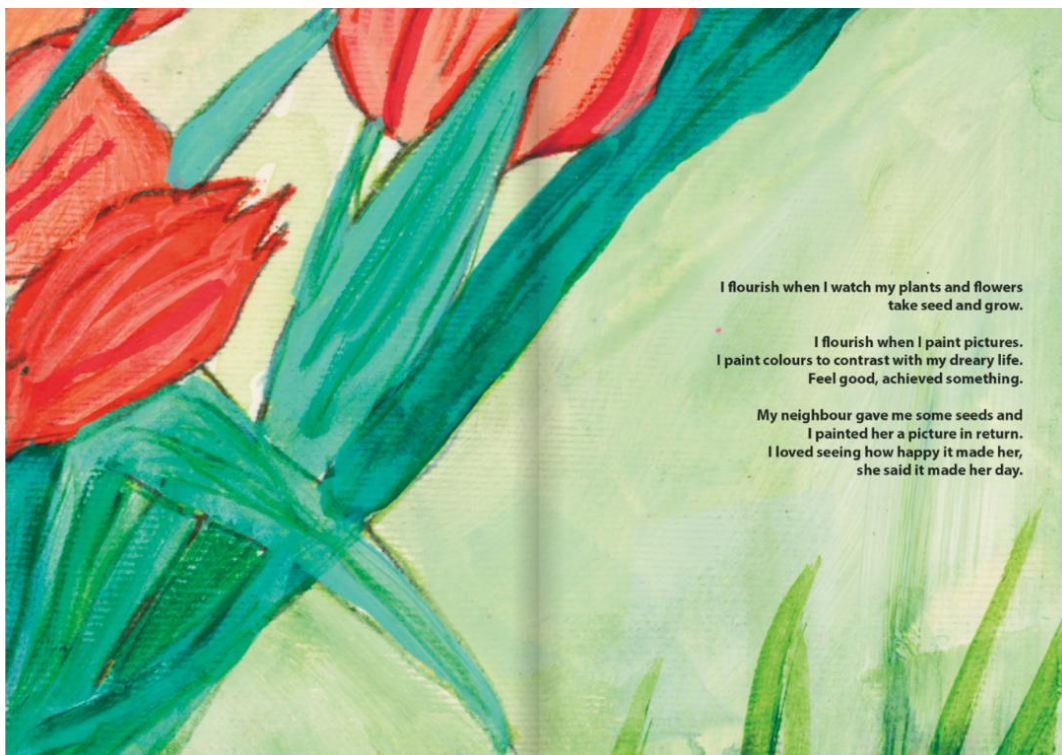 I flourish when I watch my plants and flowers
take seed and grow.
I flourish when I paint pictures.
I paint colours to contrast with my dreary life.
Feel good, achieved something.
My neighbour gave me some seeds and
I painted her a picture in return.
I loved seeing how happy it made her,
she said it made her day.